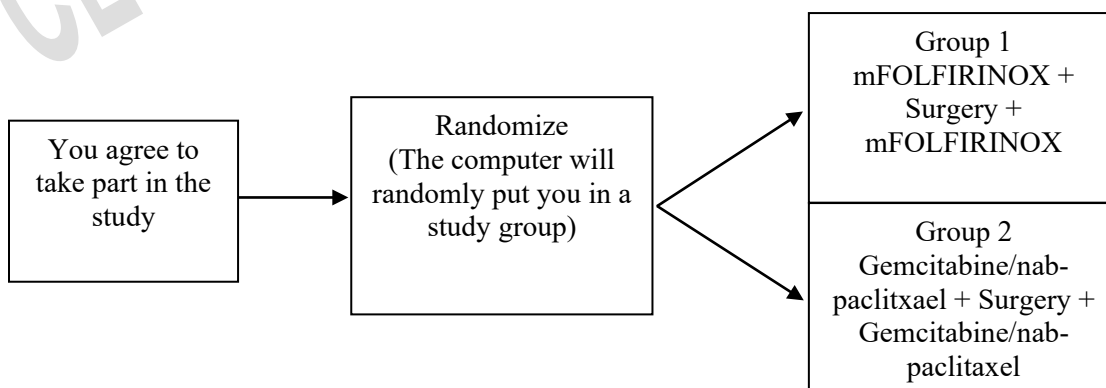 You agree to
take part in the
study
Randomize
(The computer will
randomly put you in a
study group)
Group 1
mFOLFIRINOX +
Surgery +
mFOLFIRINOX
Group 2
Gemcitabine/nab-
paclitxael + Surgery +
Gemcitabine/nab-
paclitaxel